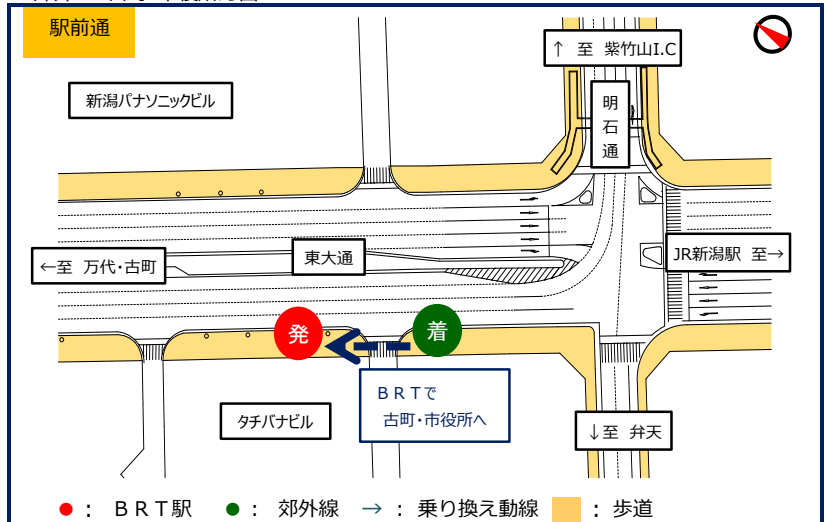 駅前通
↑ 至 紫竹山I.C
新潟パナソニックビル
明
石
通
東大通
←至 万代・古町
JR新潟駅 至→
発
着
ＢＲＴで
古町・市役所へ
タチバナビル
↓至 弁天
●： ＢＲＴ駅 ●： 郊外線 →： 乗り換え動線 ：歩道